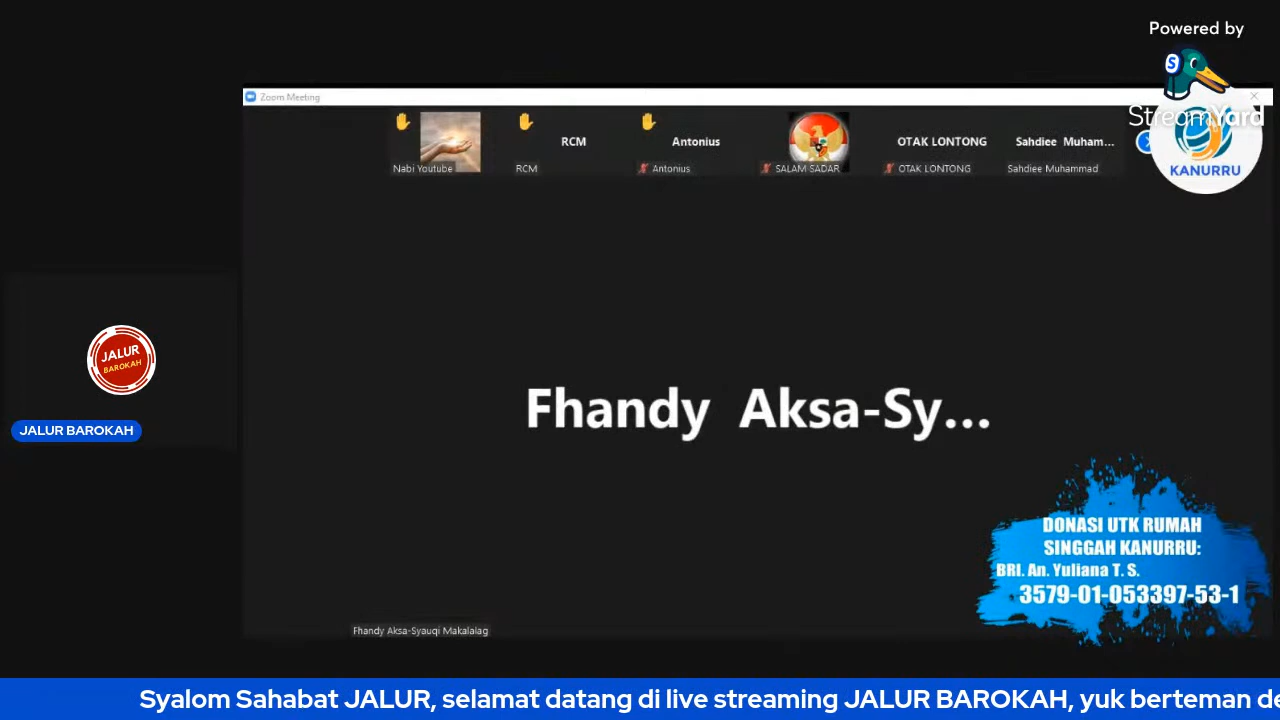 Powered by
StreamYard
Zoom Meeting
RCM
Antonius
OTAK LONTONG
Sahdiee Muham...
Nabi Youtube
RCM
Antonius
SALAM SADAR
OTAK LONTONG
Sahdiee Muhammad
KANURRU
JALUR
BAROKAH
JALUR BAROKAH
Fhandy Aksa-Sy...
DONASI UTK RUMAH
SINGGAH KANURRU:
BRI. An. Yuliana T. S.
3579-01-053397-53-1
Fhandy Aksa-Syauqi Makalalag
Syalom Sahabat JALUR, selamat datang di live streaming JALUR BAROKAH, yuk berteman de